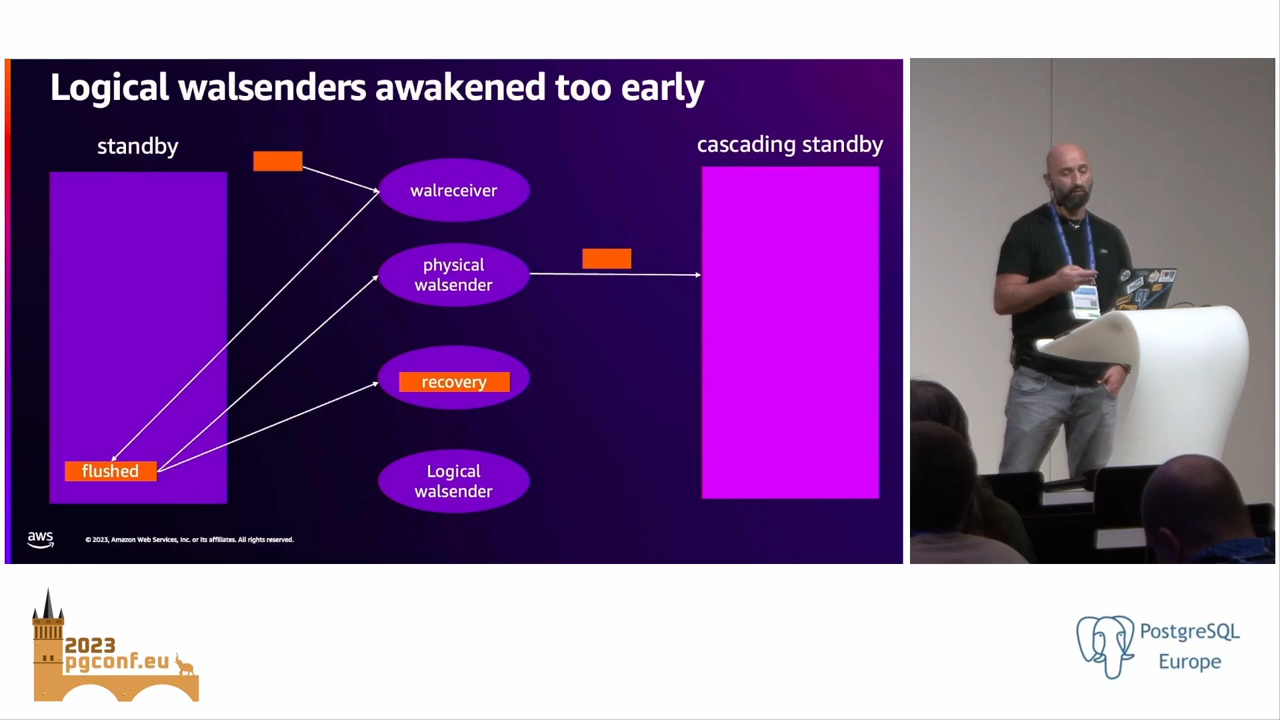 Logical walsenders awakened too early
standby
cascading standby
walreceiver
physical
walsender
recovery
flushed
Logical
walsender
aws
© 2023, Amazon Web Services, Inc. or its affiliates. All rights reserved.
2023
pgconf.eu
PostgreSQL
Europe